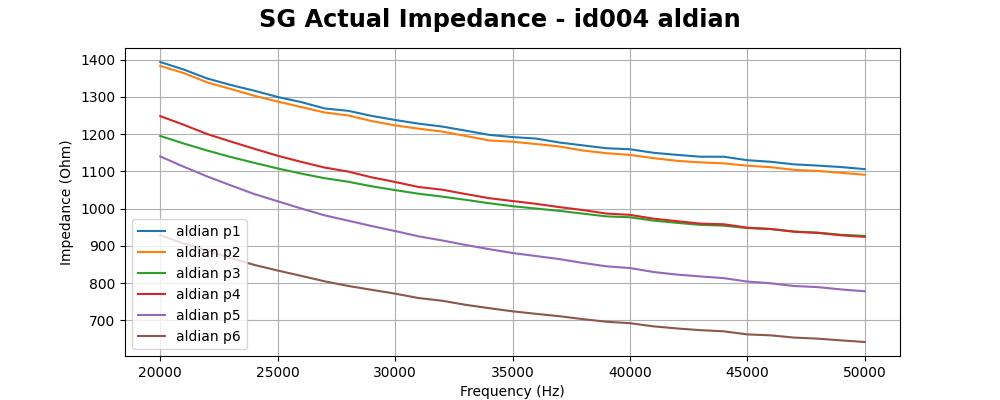 SG Actual Impedance - id004 aldian
Impedance (Ohm)
1400
1300
1200
1100
1000
900
800
700
aldian p1
aldian p2
aldian p3
aldian p4
aldian p5
aldian p6
20000 25000 30000 35000 40000 45000 50000
Frequency (Hz)